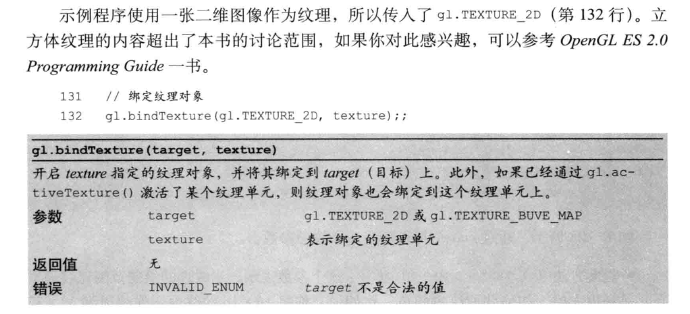 示例程序使用一张二维图像作为纹理，所以传入了 gl.TEXTURE_2D（第 132 行）。立
方体纹理的内容超出了本书的讨论范围，如果你对此感兴趣，可以参考 OpenGL ES 2.0
Programming Guide 一书。
131 // 绑定纹理对象
132 gl.bindTexture(gl.TEXTURE_2D, texture);;
gl.bindTexture(target, texture)
开启 texture 指定的纹理对象，并将其绑定到 target（目标）上。此外，如果已经通过 gl.ac-
tiveTexture() 激活了某个纹理单元，则纹理对象也会绑定到这个纹理单元上。
参数 target gl.TEXTURE_2D 或 gl.TEXTURE_BUVE_MAP
texture 表示绑定的纹理单元
返回值 无
错误 INVALID_ENUM target 不是合法的值